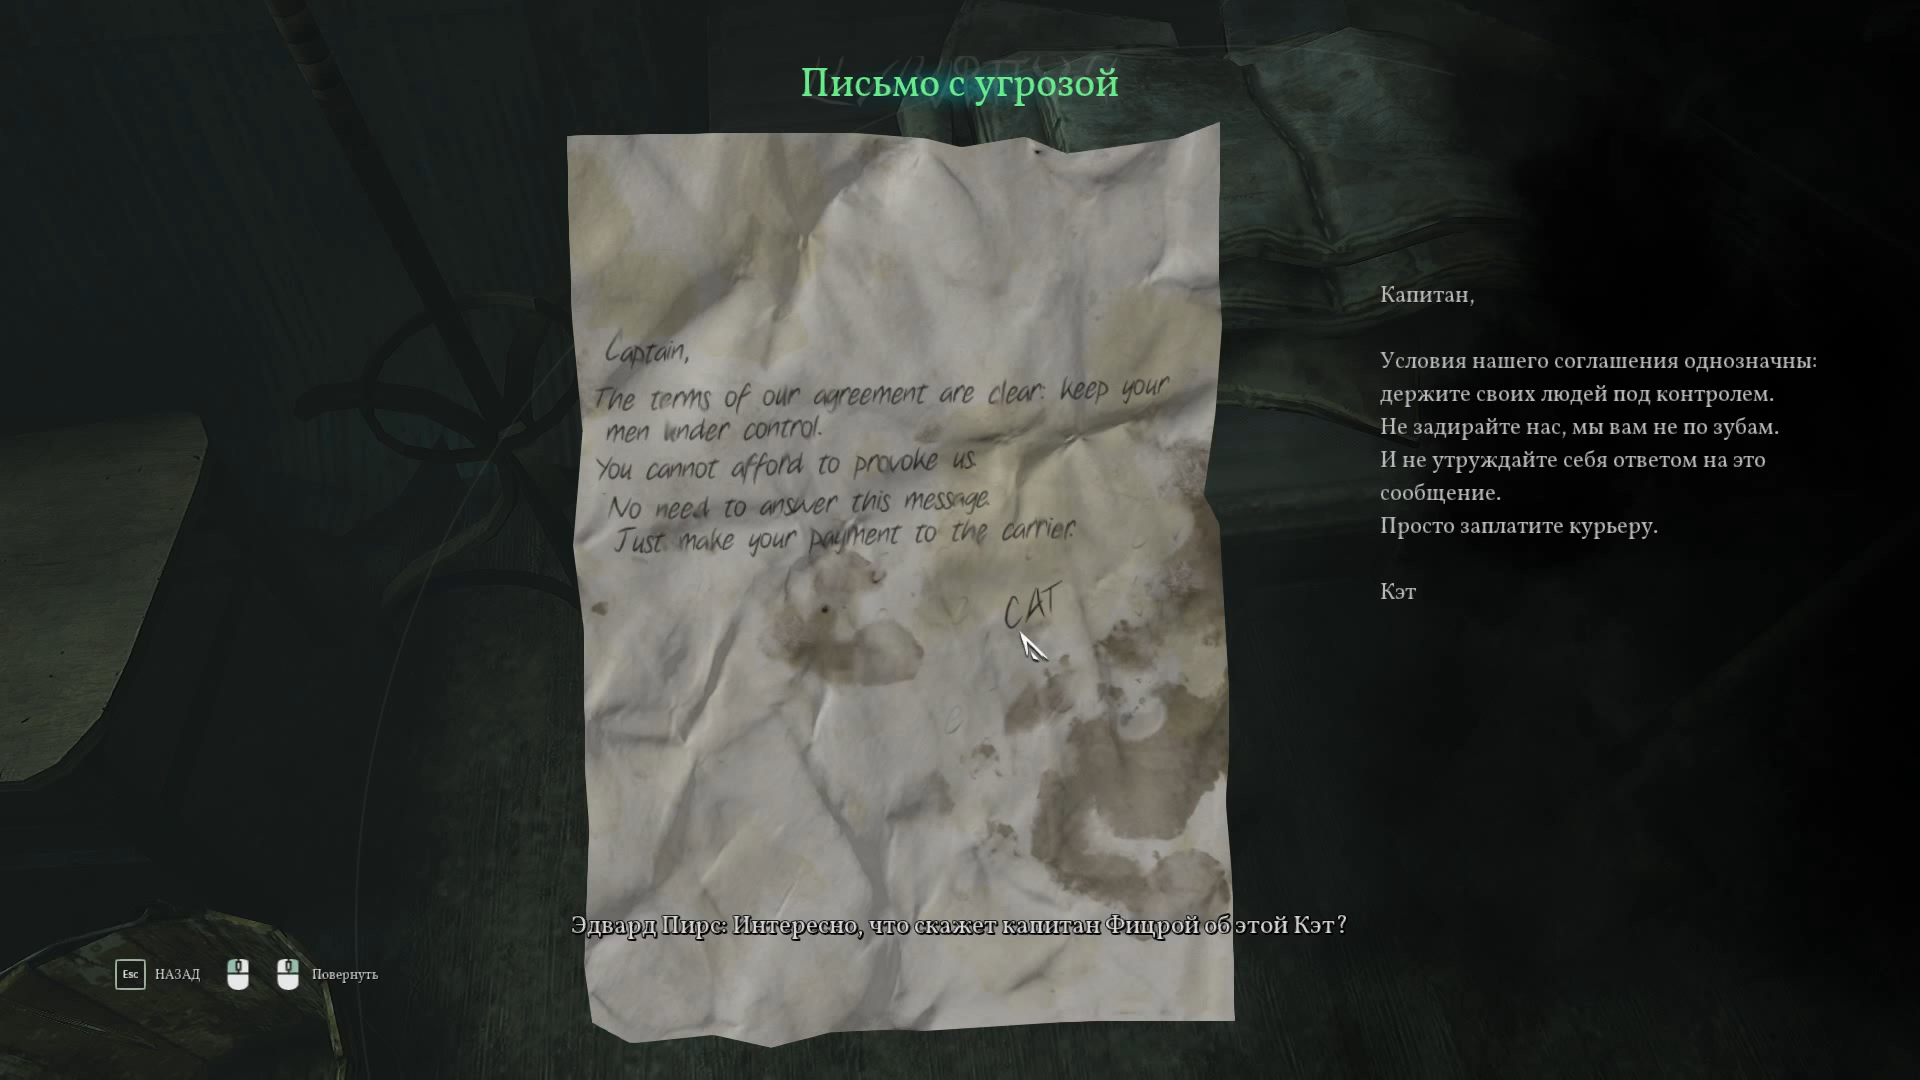 Письмо с угрозой
Captain,
The terms of our agreement are clear: keep your
men under control.
You cannot afford to provoke us.
No need to answer this message.
Just make your payment to the carrier.
CAT
Капитан,
Условия нашего соглашения однозначны:
держите своих людей под контролем.
Не задирайте нас, мы вам не по зубам.
И не утруждайте себя ответом на это
сообщение.
Просто заплатите курьеру.
Кэт
Эдвард Пирс: Интересно, что скажет капитан Фицрой об этой Кэт?
Esc НАЗАД Повернуть